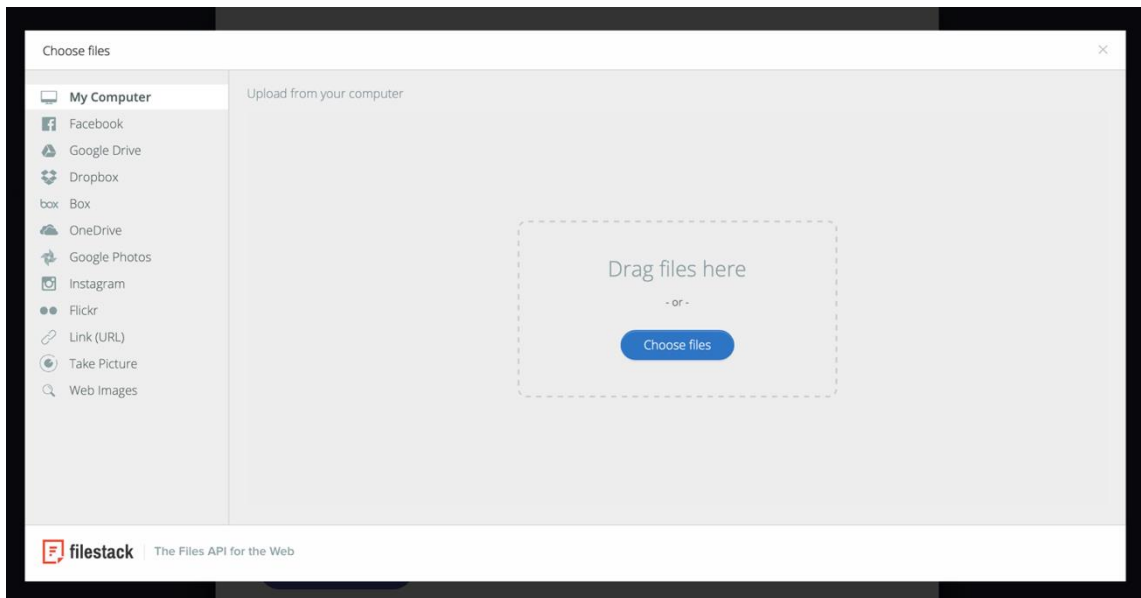 Choose files
My Computer
Facebook
Google Drive
Dropbox
box Box
OneDrive
Google Photos
Instagram
Flickr
Link (URL)
Take Picture
Web Images
Upload from your computer
Drag files here
- or -
Choose files
filestack The Files API for the Web